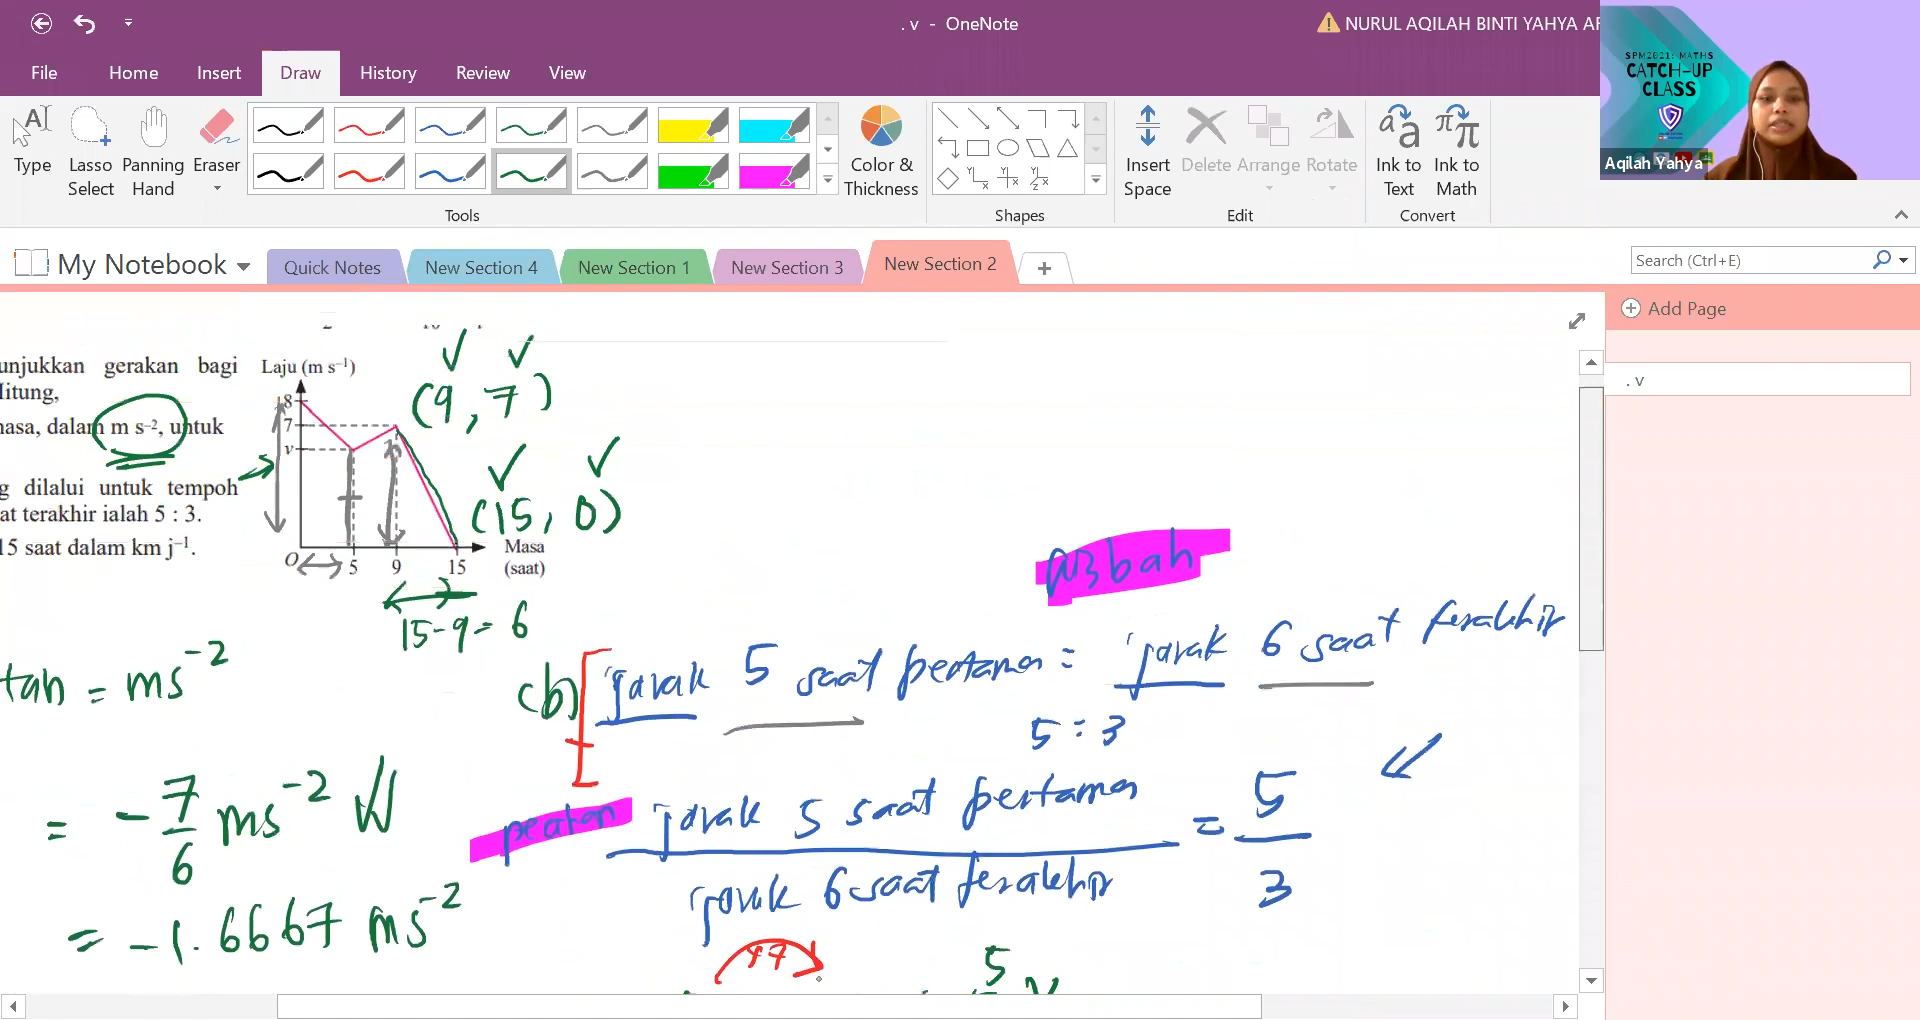 . v - OneNote
NURUL AQILAH BINTI YAHYA AF
SPM2021: MATHS
CATCH-UP
CLASS
Aqilah Yahya
File Home Insert Draw History Review View
Type
Lasso Select
Panning Hand
Eraser
Color & Thickness
Insert Space
Delete
Arrange
Rotate
Ink to Text
Ink to Math
Tools
Shapes
Edit
Convert
My Notebook
Quick Notes
New Section 4
New Section 1
New Section 3
New Section 2
Search (Ctrl+E)
Add Page
. v
unjukkan gerakan bagi
Hitung,
masa, dalam m s⁻², untuk
g dilalui untuk tempoh
at terakhir ialah 5 : 3.
15 saat dalam km j⁻¹.
Laju (m s⁻¹)
8
7
v
O 5 9 15
Masa
(saat)
(9, 7)
(15, 0)
15-9 = 6
tan = ms⁻²
= -7/6 ms⁻²
= -1.6667 ms⁻²
(b) jarak 5 saat pertama = jarak 6 saat terakhir
5 : 3
jarak 5 saat pertama
jarak 6 saat terakhir
= 5/3
5